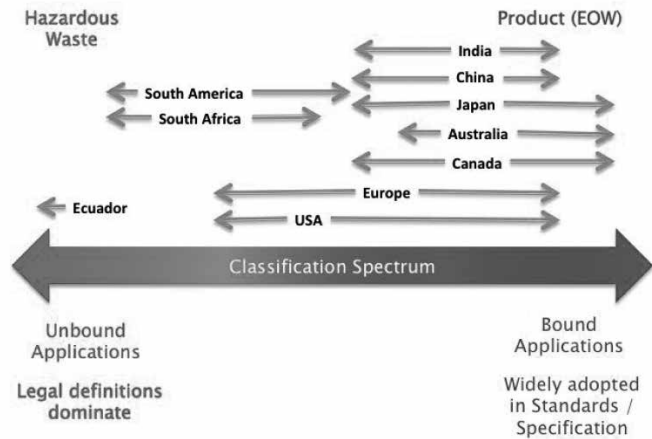 Hazardous
Waste
Product (EOW)
India
China
South America
Japan
South Africa
Australia
Canada
Europe
Ecuador
USA
Classification Spectrum
Unbound
Applications
Bound
Applications
Legal definitions
dominate
Widely adopted
in Standards /
Specification